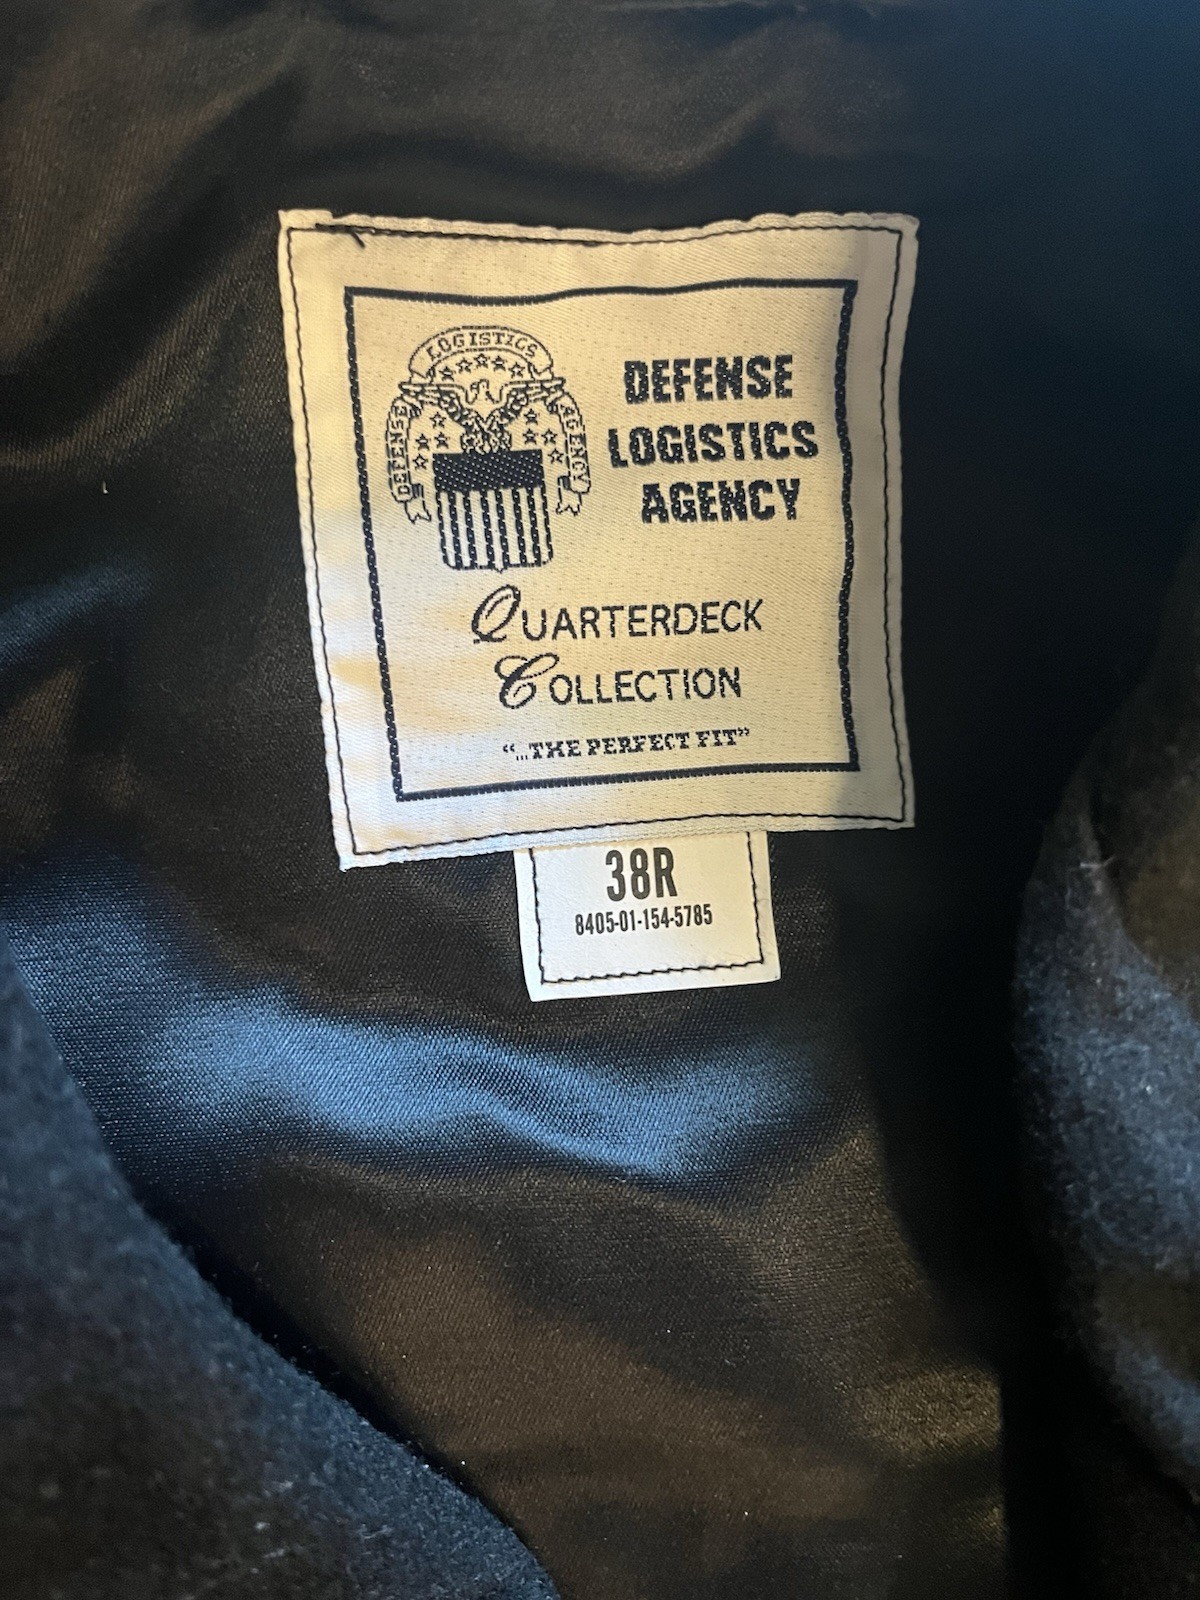 LOGISTICS
DEFENSE
AGENCY
DEFENSE
LOGISTICS
AGENCY
QUARTERDECK
COLLECTION
“...THE PERFECT FIT”
38R
8405-01-154-5785